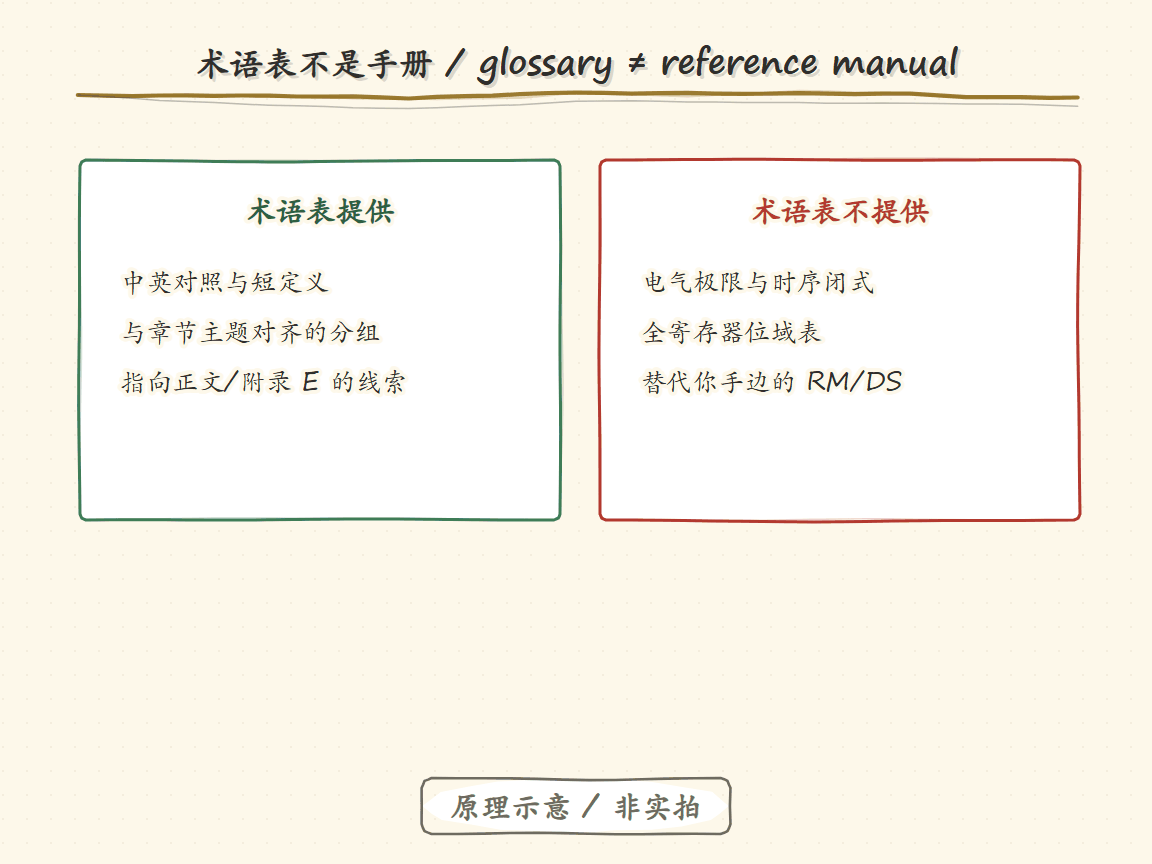 术语表不是手册 / glossary ≠ reference manual
术语表提供
中英对照与短定义
与章节主题对齐的分组
指向正文/附录 E 的线索
术语表不提供
电气极限与时序闭式
全寄存器位域表
替代你手边的 RM/DS
原理示意 / 非实拍